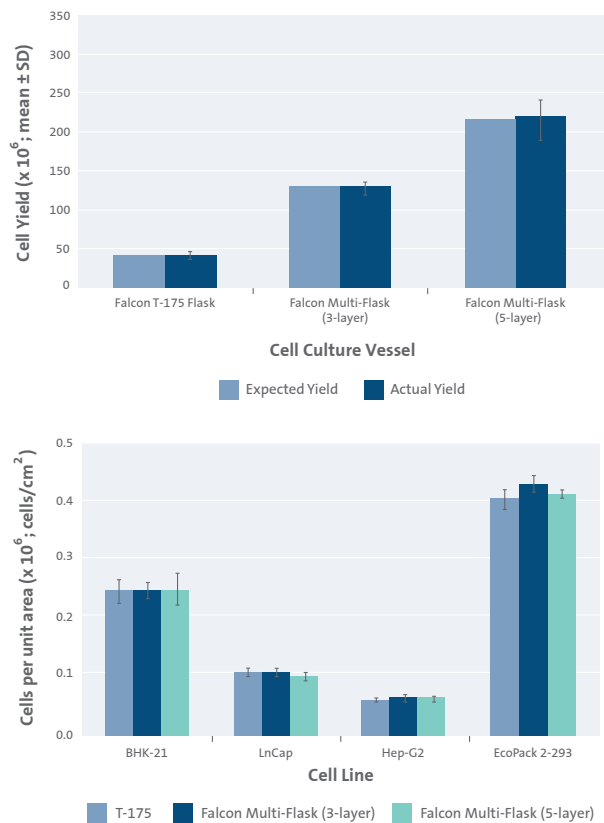 Cell Yield (x 10⁶; mean ± SD)
350
300
250
200
150
100
50
0
Falcon T-175 Flask
Falcon Multi-Flask
(3-layer)
Falcon Multi-Flask
(5-layer)
Cell Culture Vessel
Expected Yield
Actual Yield
Cells per unit area (x 10⁶; cells/cm²)
0.5
0.4
0.3
0.2
0.1
0.0
BHK-21
LnCap
Hep-G2
EcoPack 2-293
Cell Line
T-175
Falcon Multi-Flask (3-layer)
Falcon Multi-Flask (5-layer)